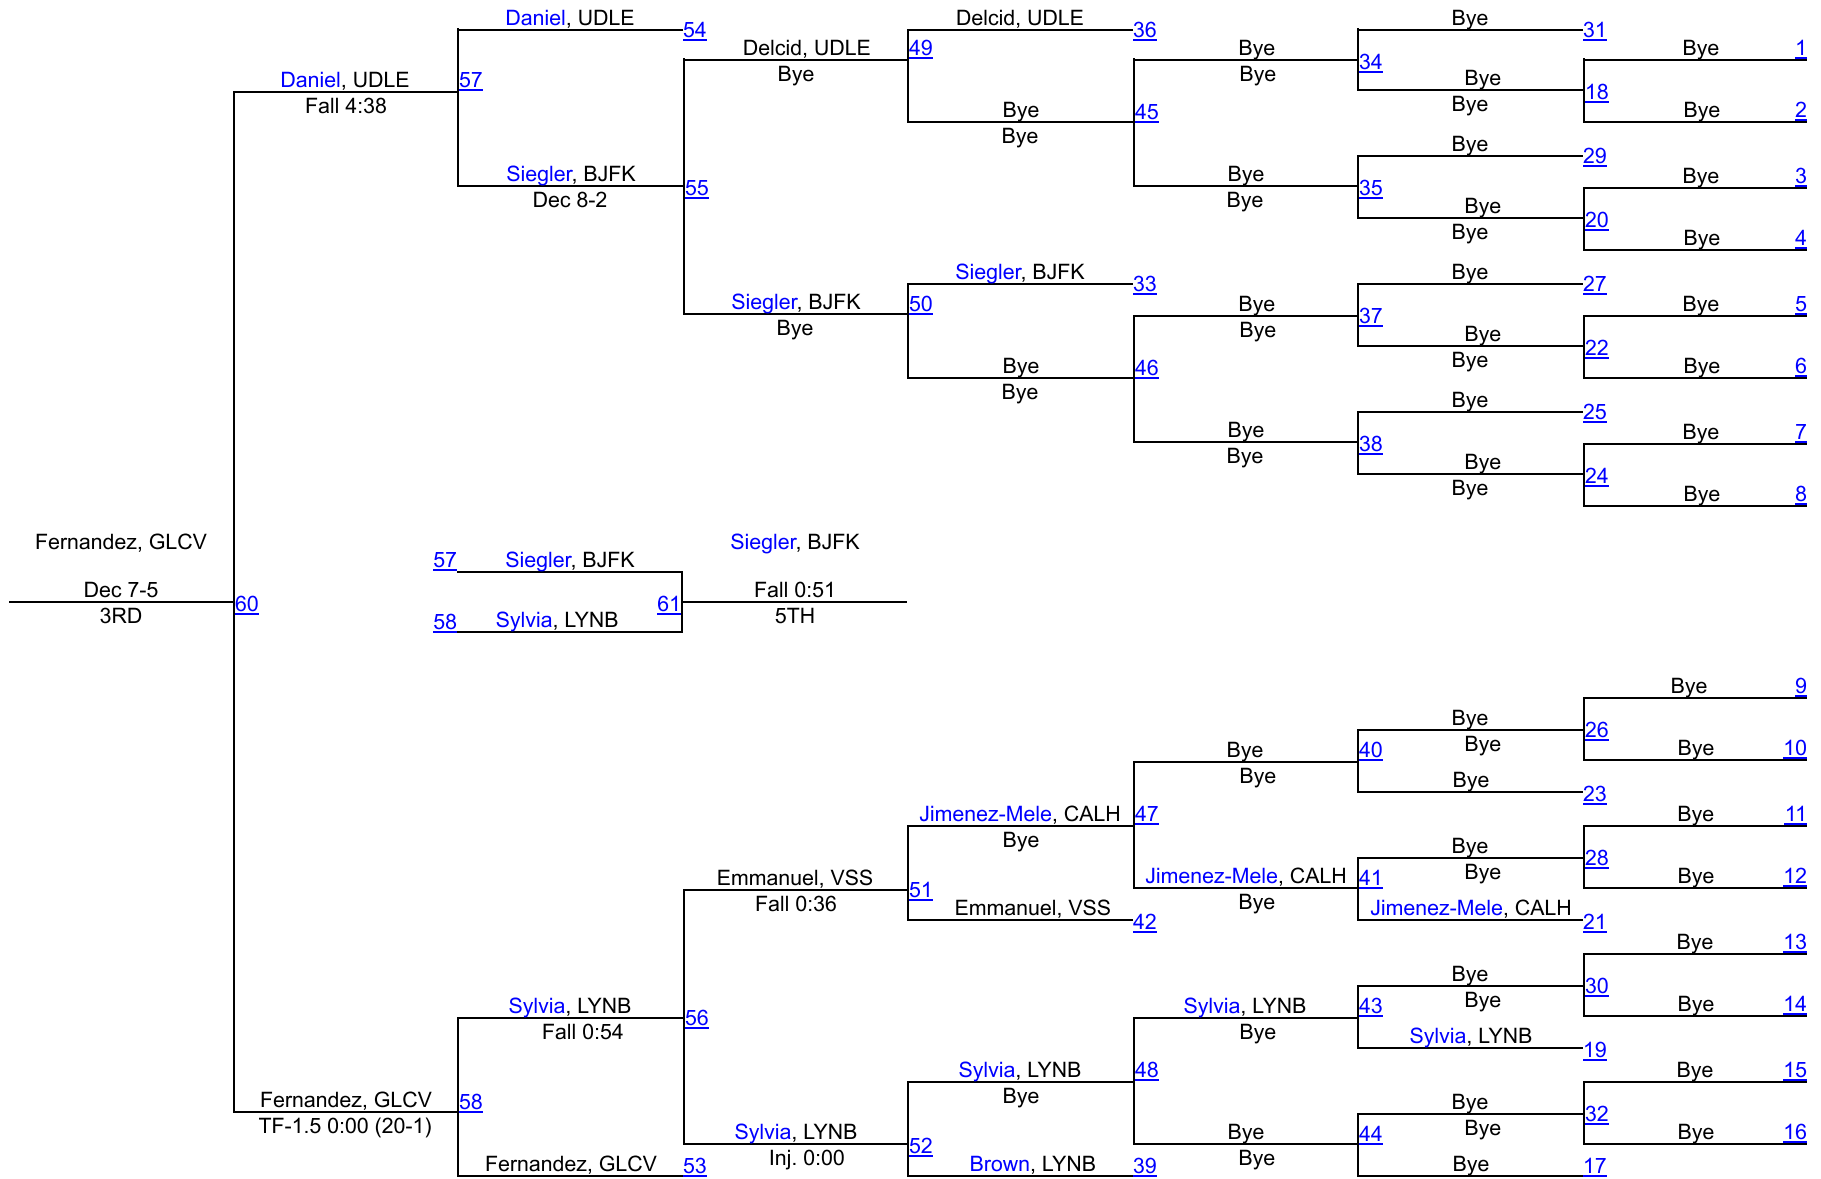 Daniel, UDLE
54
Delcid, UDLE
36
Bye
31
Delcid, UDLE
49
Bye
Bye
1
Bye
Bye
34
Daniel, UDLE
57
Bye
18
Fall 4:38
Bye
Bye
2
Bye
45
Bye
Bye
29
Siegler, BJFK
55
Bye
35
Bye
3
Dec 8-2
Bye
Bye
20
Bye
Bye
4
Siegler, BJFK
33
Bye
27
Siegler, BJFK
50
Bye
37
Bye
5
Bye
Bye
Bye
22
Bye
Bye
46
Bye
6
Bye
Bye
25
Bye
38
Bye
7
Bye
Bye
24
Bye
Bye
8
Fernandez, GLCV
Siegler, BJFK
57
Siegler, BJFK
Dec 7-5
60
61
Fall 0:51
3RD
58
Sylvia, LYNB
5TH
Bye
9
Bye
26
Bye
40
Bye
Bye
10
Bye
Bye
23
Jimenez-Mele, CALH
47
Bye
11
Bye
Bye
28
Emmanuel, VSS
51
Jimenez-Mele, CALH
41
Bye
Bye
12
Fall 0:36
Bye
Emmanuel, VSS
42
Jimenez-Mele, CALH
21
Bye
13
Bye
30
Sylvia, LYNB
56
Sylvia, LYNB
43
Bye
Bye
14
Fall 0:54
Bye
Sylvia, LYNB
19
Sylvia, LYNB
48
Bye
15
Bye
Fernandez, GLCV
58
Bye
32
TF-1.5 0:00 (20-1)
Sylvia, LYNB
52
Bye
44
Bye
Bye
16
Inj. 0:00
Bye
Fernandez, GLCV
53
Brown, LYNB
39
Bye
17